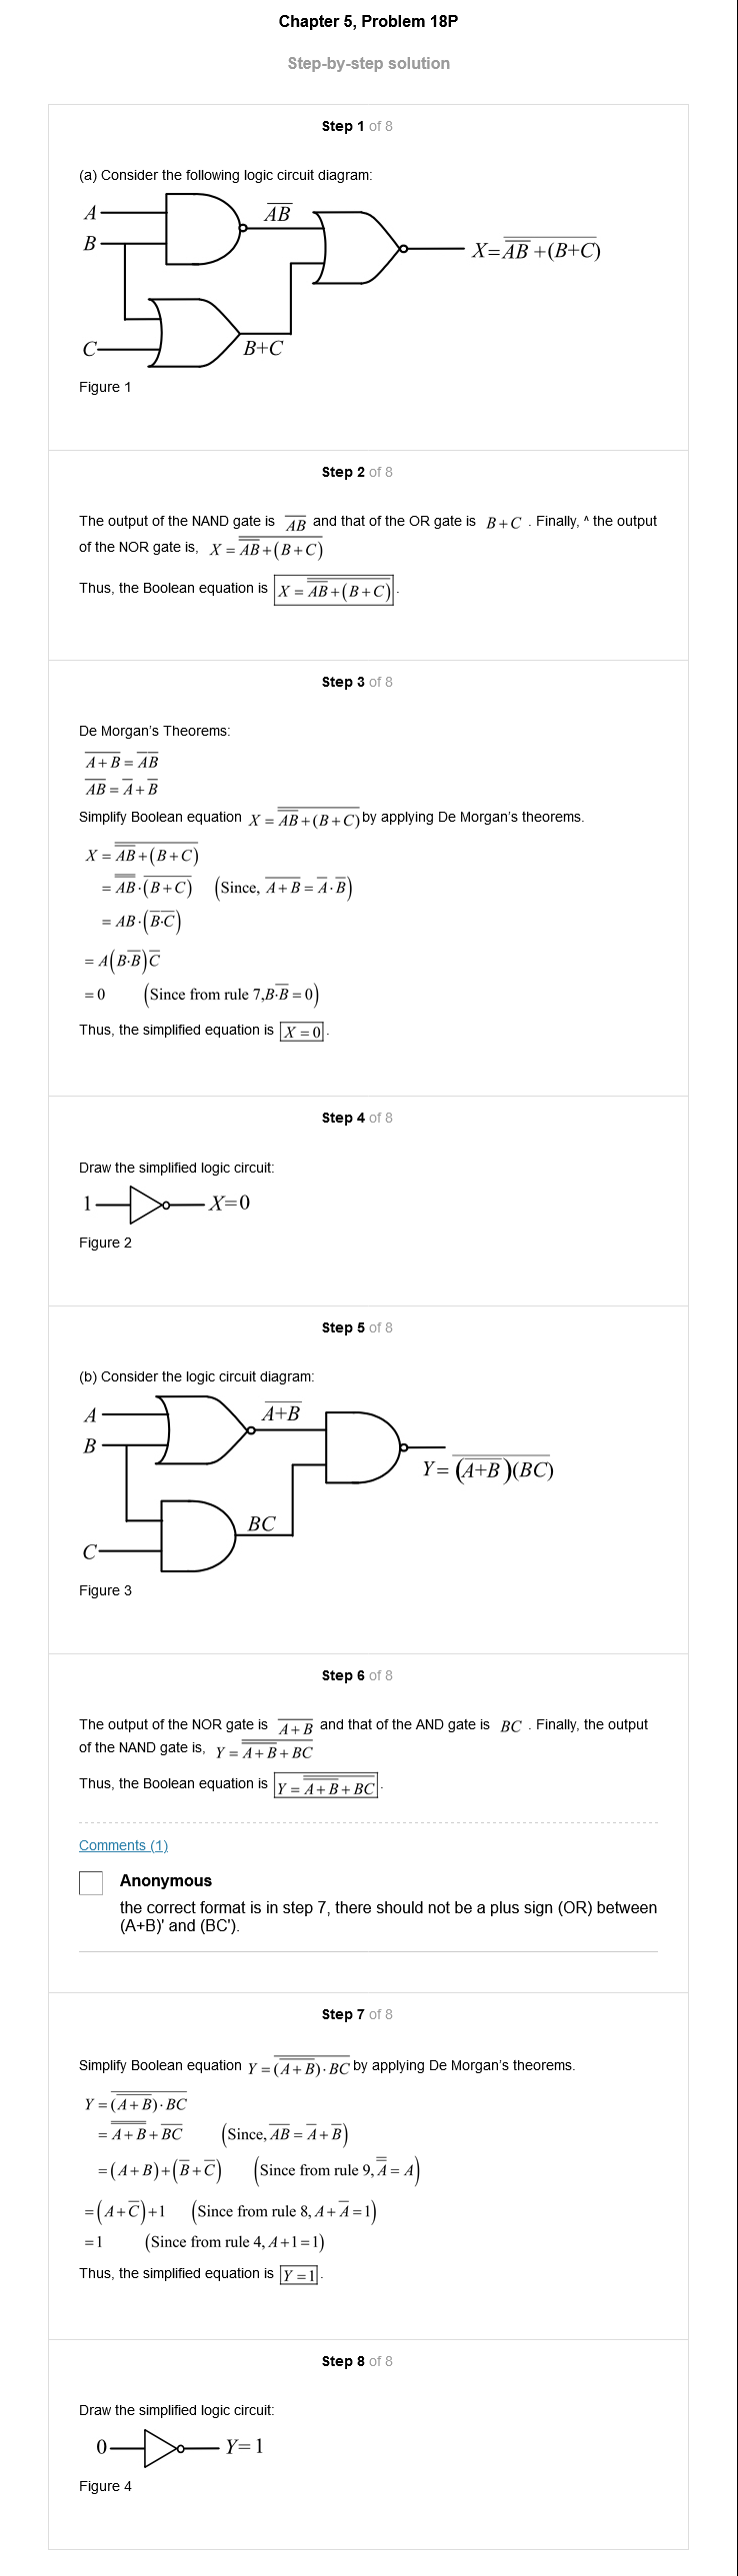 Chapter 5, Problem 18P
Step-by-step solution
Step 1 of 8
(a) Consider the following logic circuit diagram:
A
B
C
A̅B̅
B+C
X=\overline{\overline{AB}+(B+C)}
Figure 1
Step 2 of 8
The output of the NAND gate is \overline{AB} and that of the OR gate is B+C . Finally, ^ the output
of the NOR gate is, X = \overline{\overline{AB}+(B+C)}
Thus, the Boolean equation is X = \overline{\overline{AB}+(B+C)}.
Step 3 of 8
De Morgan's Theorems:
\overline{A+B} = \overline{A}\overline{B}
\overline{AB} = \overline{A}+\overline{B}
Simplify Boolean equation X = \overline{\overline{AB}+(B+C)} by applying De Morgan's theorems.
X = \overline{\overline{AB}+(B+C)}
= \overline{\overline{AB}}·\overline{(B+C)} (Since, \overline{A+B} = \overline{A}·\overline{B})
= AB·(\overline{B}·\overline{C})
= A(B·\overline{B})\overline{C}
= 0 (Since from rule 7,B·\overline{B} = 0)
Thus, the simplified equation is X = 0.
Step 4 of 8
Draw the simplified logic circuit:
1 X=0
Figure 2
Step 5 of 8
(b) Consider the logic circuit diagram:
A
B
C
\overline{A+B}
BC
Y= \overline{(\overline{A+B})(BC)}
Figure 3
Step 6 of 8
The output of the NOR gate is \overline{A+B} and that of the AND gate is BC . Finally, the output
of the NAND gate is, Y = \overline{\overline{A+B}+BC}
Thus, the Boolean equation is Y = \overline{\overline{A+B}+BC}.
Comments (1)
Anonymous
the correct format is in step 7, there should not be a plus sign (OR) between
(A+B)' and (BC').
Step 7 of 8
Simplify Boolean equation Y = \overline{(\overline{A+B})·BC} by applying De Morgan's theorems.
Y = \overline{(\overline{A+B})·BC}
= \overline{\overline{A+B}}+\overline{BC} (Since, \overline{AB} = \overline{A}+\overline{B})
= (A+B)+(\overline{B}+\overline{C}) (Since from rule 9, \overline{\overline{A}} = A)
= (A+\overline{C})+1 (Since from rule 8, A+\overline{A} = 1)
= 1 (Since from rule 4, A+1 = 1)
Thus, the simplified equation is Y = 1.
Step 8 of 8
Draw the simplified logic circuit:
0 Y= 1
Figure 4